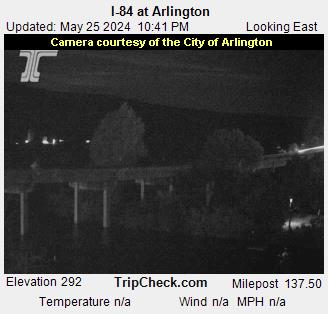 I-84 at Arlington
Updated: May 25 2024 10:41 PM Looking East
Camera courtesy of the City of Arlington
Elevation 292 TripCheck.com Milepost 137.50
Temperature n/a Wind n/a MPH n/a